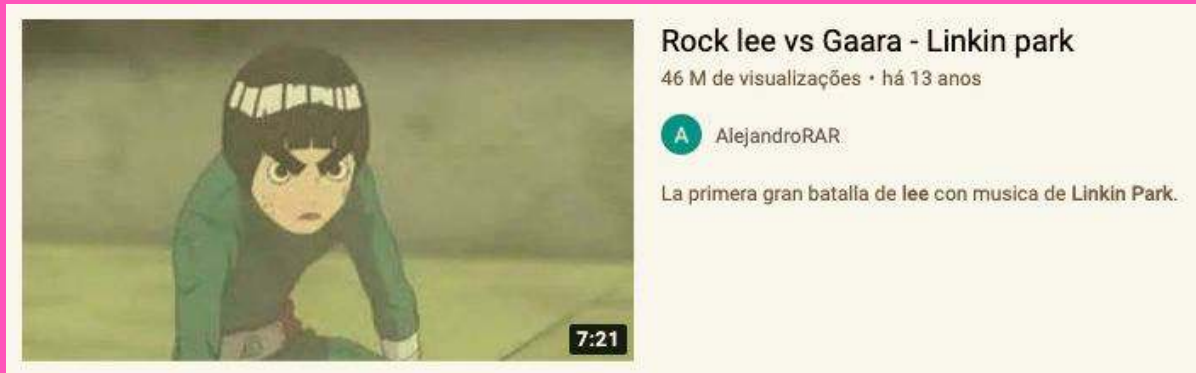 Rock lee vs Gaara - Linkin park
46 M de visualizações • há 13 anos
A AlejandroRAR
La primera gran batalla de lee con musica de Linkin Park.
7:21